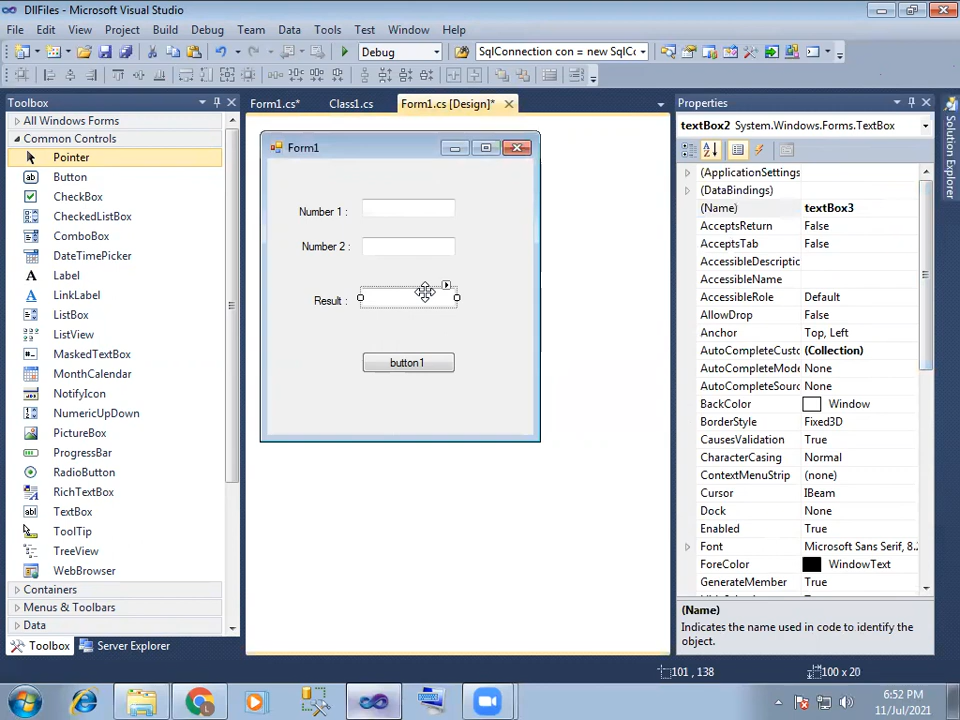 DllFiles - Microsoft Visual Studio
File Edit View Project Build Debug Team Data Tools Test Window Help
Debug SqlConnection con = new SqlCc
Toolbox
All Windows Forms
Common Controls
Pointer
Button
CheckBox
CheckedListBox
ComboBox
DateTimePicker
Label
LinkLabel
ListBox
ListView
MaskedTextBox
MonthCalendar
NotifyIcon
NumericUpDown
PictureBox
ProgressBar
RadioButton
RichTextBox
TextBox
ToolTip
TreeView
WebBrowser
Containers
Menus & Toolbars
Data
Toolbox Server Explorer
Form1.cs* Class1.cs Form1.cs [Design]*
Form1
Number 1 :
Number 2 :
Result :
button1
Properties
textBox2 System.Windows.Forms.TextBox
(ApplicationSettings
(DataBindings)
(Name) textBox3
AcceptsReturn False
AcceptsTab False
AccessibleDescriptic
AccessibleName
AccessibleRole Default
AllowDrop False
Anchor Top, Left
AutoCompleteCustc (Collection)
AutoCompleteMode None
AutoCompleteSourc None
BackColor Window
BorderStyle Fixed3D
CausesValidation True
CharacterCasing Normal
ContextMenuStrip (none)
Cursor IBeam
Dock None
Enabled True
Font Microsoft Sans Serif, 8.2
ForeColor WindowText
GenerateMember True
(Name)
Indicates the name used in code to identify the
object.
Solution Explorer
101 , 138 100 x 20
6:52 PM
11/Jul/2021